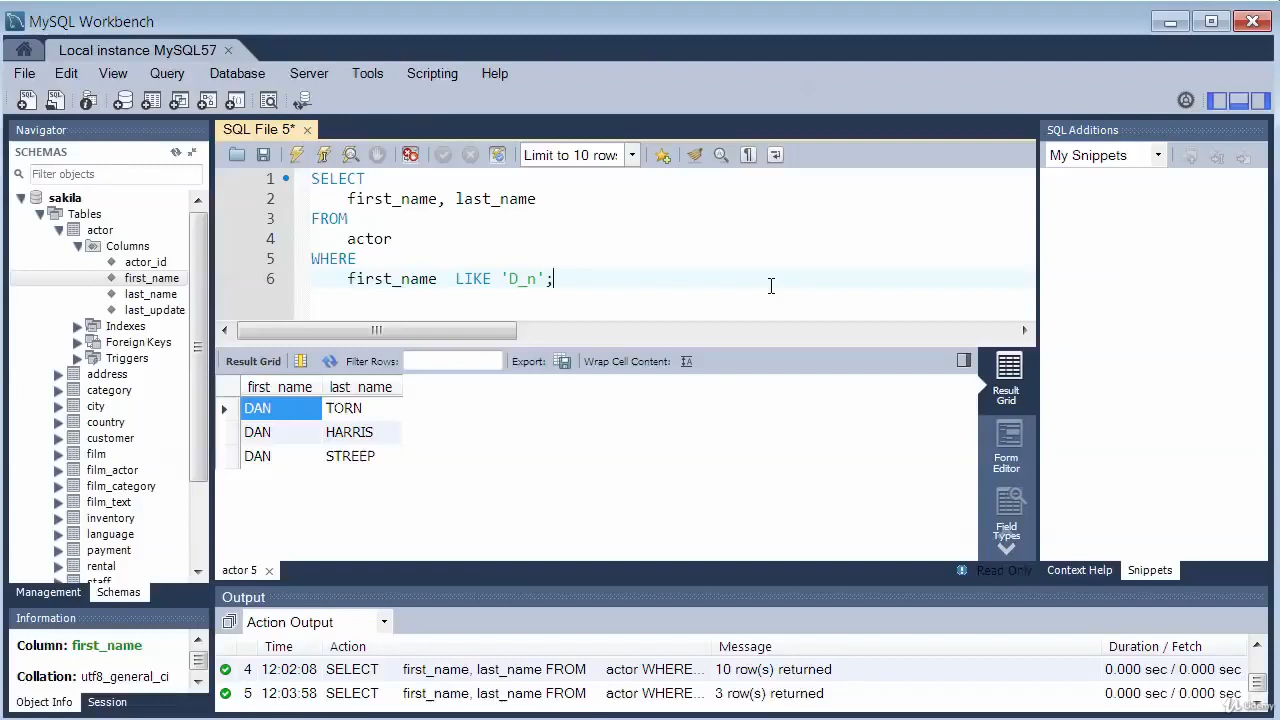 MySQL Workbench
Local instance MySQL57
File Edit View Query Database Server Tools Scripting Help
Navigator
SCHEMAS
Filter objects
sakila
Tables
actor
Columns
actor_id
first_name
last_name
last_update
Indexes
Foreign Keys
Triggers
address
category
city
country
customer
film
film_actor
film_category
film_text
inventory
language
payment
rental
staff
Management Schemas
Information
Column: first_name
Collation: utf8_general_ci
Object Info Session
SQL File 5*
Limit to 10 rows
1 SELECT
2 first_name, last_name
3 FROM
4 actor
5 WHERE
6 first_name LIKE 'D_n';
Result Grid Filter Rows: Export: Wrap Cell Content:
first_name last_name
DAN TORN
DAN HARRIS
DAN STREEP
Result Grid
Form Editor
Field Types
actor 5
Read Only
SQL Additions
My Snippets
Context Help Snippets
Output
Action Output
Time Action Message Duration / Fetch
4 12:02:08 SELECT first_name, last_name FROM actor WHERE... 10 row(s) returned 0.000 sec / 0.000 sec
5 12:03:58 SELECT first_name, last_name FROM actor WHERE... 3 row(s) returned 0.000 sec / 0.000 sec
Udemy